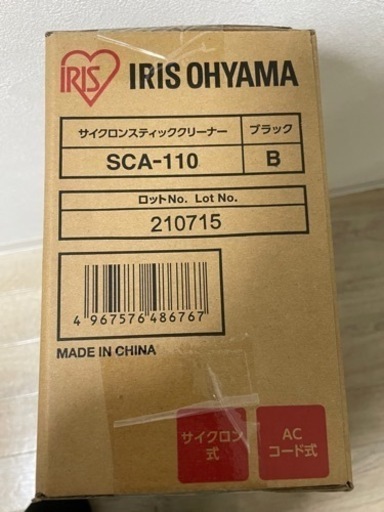 IRIS IRIS OHYAMA
サイクロンスティッククリーナー ブラック
SCA-110 B
ロットNo. Lot No.
210715
4 967576 486767
MADE IN CHINA
サイクロン式
ACコード式